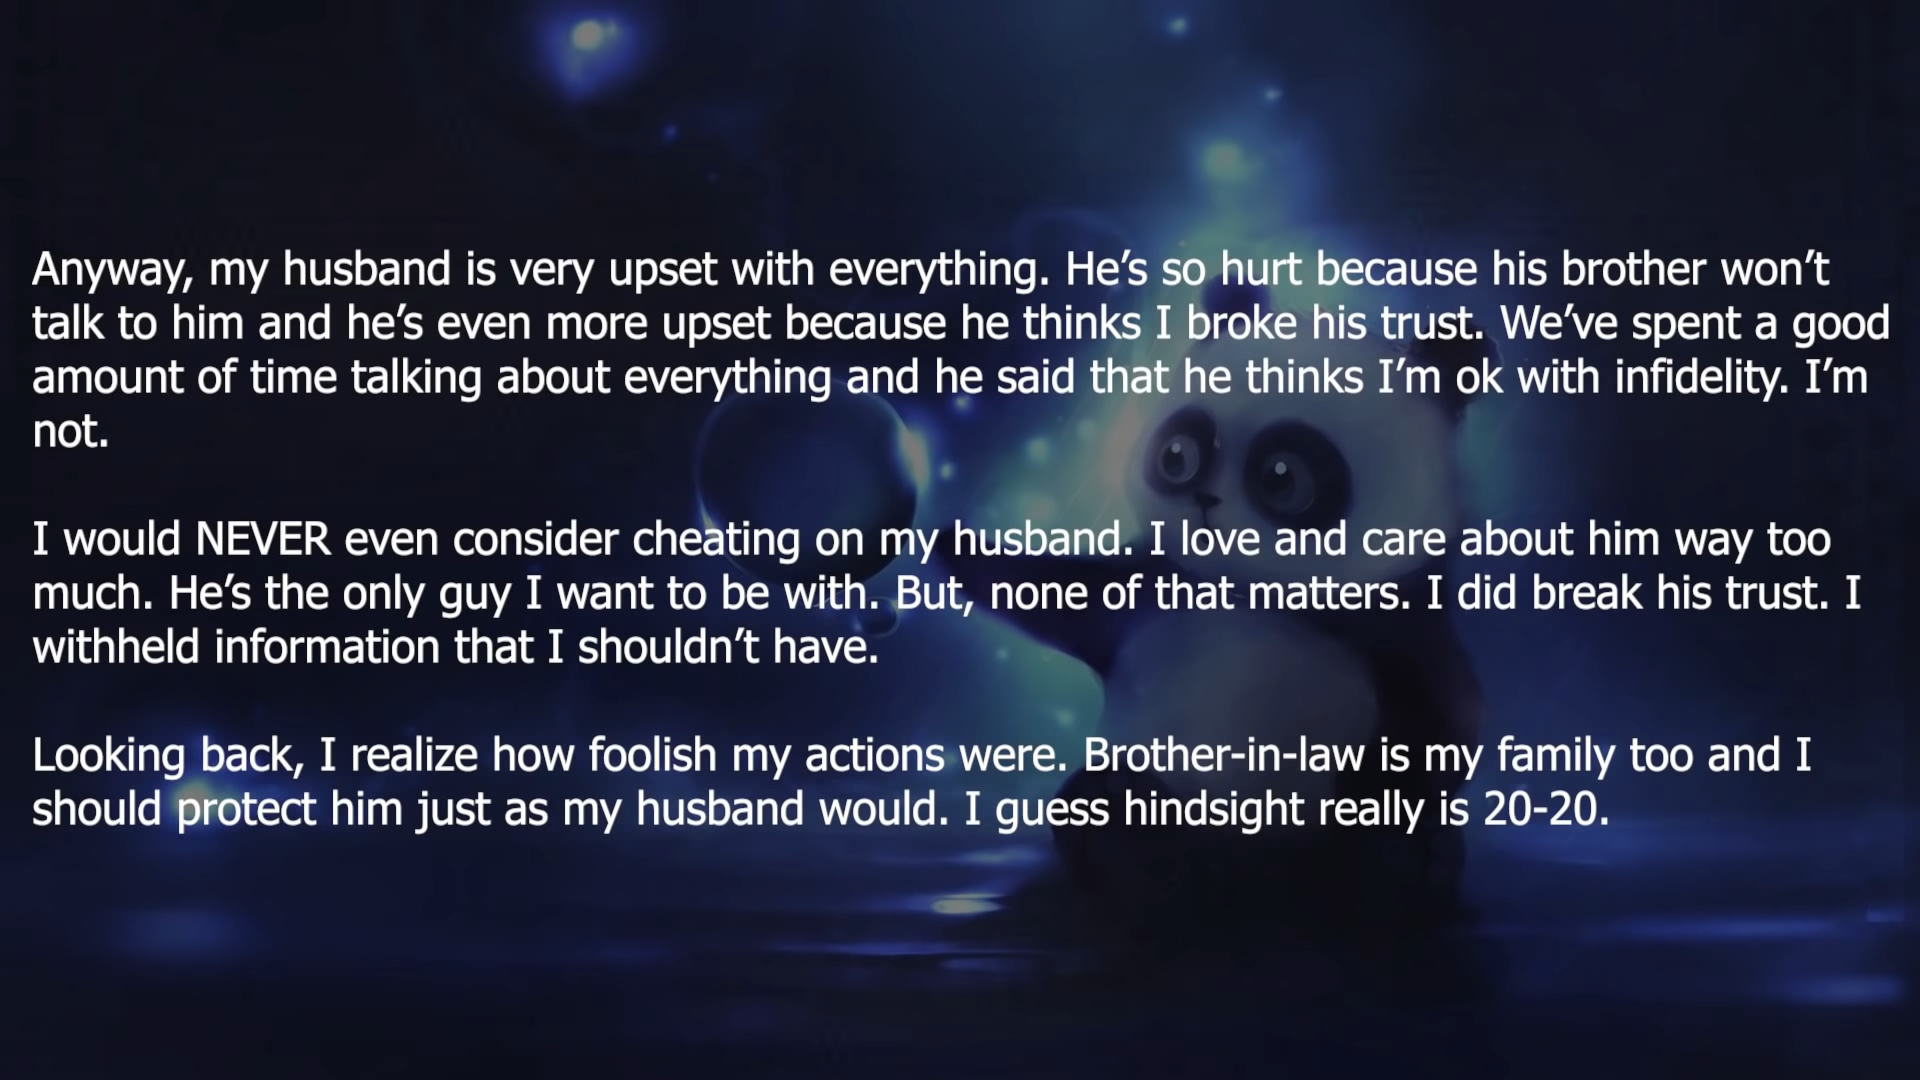 Anyway, my husband is very upset with everything. He’s so hurt because his brother won’t
talk to him and he’s even more upset because he thinks I broke his trust. We’ve spent a good
amount of time talking about everything and he said that he thinks I’m ok with infidelity. I’m
not.
I would NEVER even consider cheating on my husband. I love and care about him way too
much. He’s the only guy I want to be with. But, none of that matters. I did break his trust. I
withheld information that I shouldn’t have.
Looking back, I realize how foolish my actions were. Brother-in-law is my family too and I
should protect him just as my husband would. I guess hindsight really is 20-20.